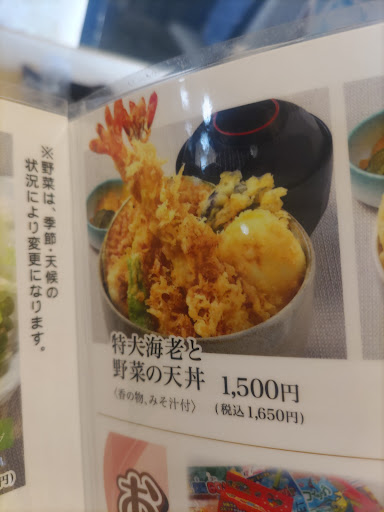 ※野菜は、季節・天候の
状況により変更になります。
特大海老と
野菜の天丼 1,500円
〈香の物、みそ汁付〉 (税込1,650円)
お
円)